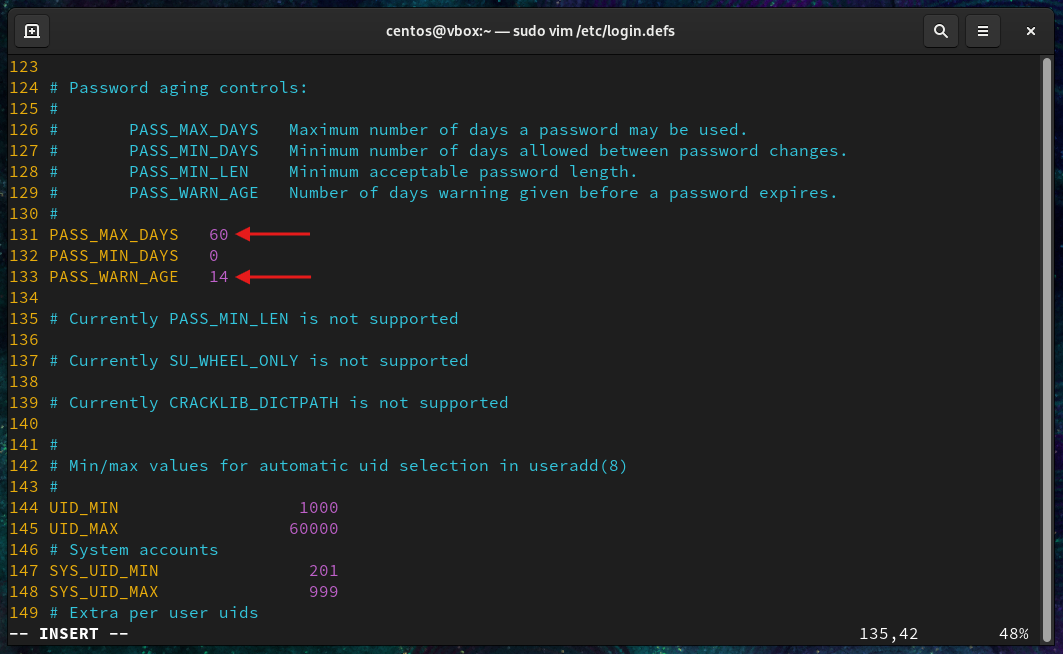 centos@vbox:~ — sudo vim /etc/login.defs
123
124 # Password aging controls:
125 #
126 #       PASS_MAX_DAYS   Maximum number of days a password may be used.
127 #       PASS_MIN_DAYS   Minimum number of days allowed between password changes.
128 #       PASS_MIN_LEN    Minimum acceptable password length.
129 #       PASS_WARN_AGE   Number of days warning given before a password expires.
130 #
131 PASS_MAX_DAYS   60
132 PASS_MIN_DAYS   0
133 PASS_WARN_AGE   14
134
135 # Currently PASS_MIN_LEN is not supported
136
137 # Currently SU_WHEEL_ONLY is not supported
138
139 # Currently CRACKLIB_DICTPATH is not supported
140
141 #
142 # Min/max values for automatic uid selection in useradd(8)
143 #
144 UID_MIN                  1000
145 UID_MAX                 60000
146 # System accounts
147 SYS_UID_MIN               201
148 SYS_UID_MAX               999
149 # Extra per user uids
-- INSERT --                                                                         135,42        48%